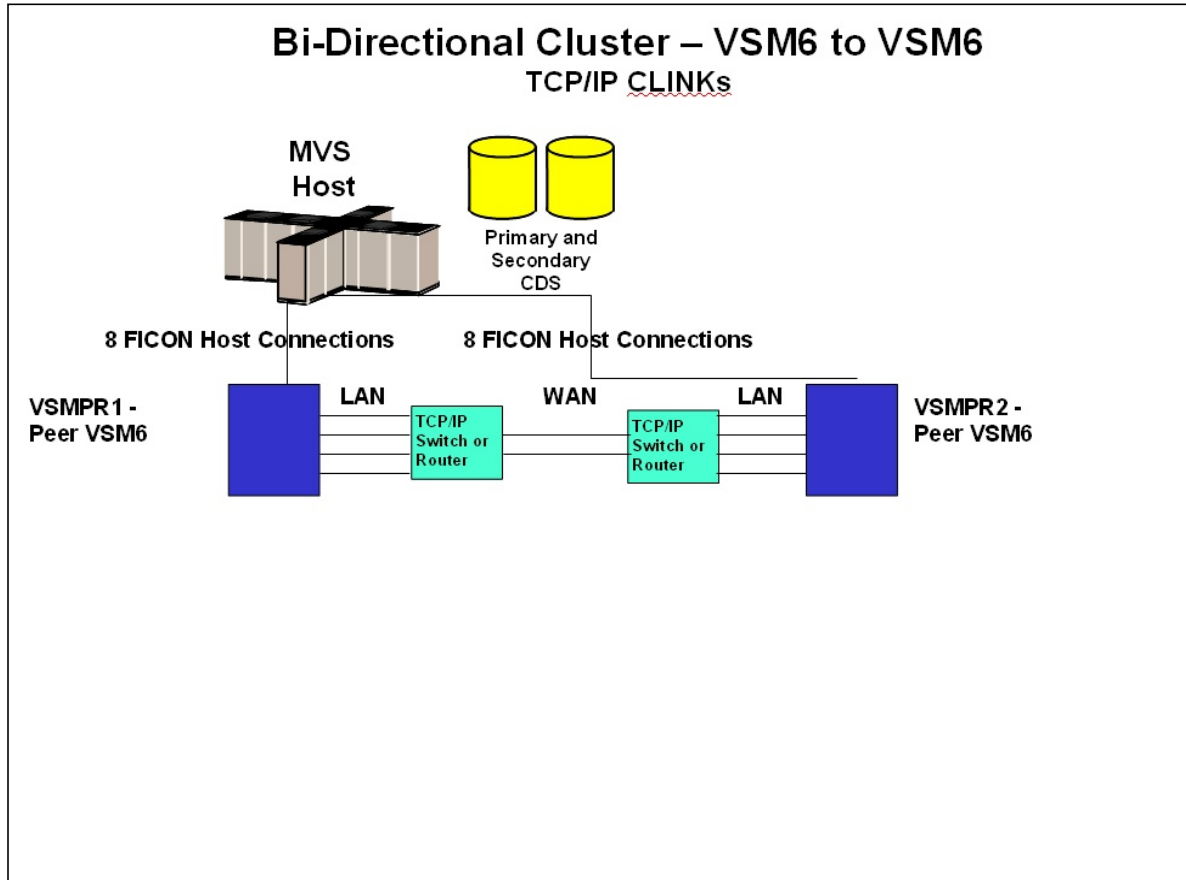 Bi-Directional Cluster – VSM6 to VSM6
TCP/IP CLINKs
MVS
Host
Primary and
Secondary
CDS
8 FICON Host Connections
8 FICON Host Connections
VSMPR1 -
Peer VSM6
LAN
TCP/IP
Switch or
Router
WAN
TCP/IP
Switch or
Router
LAN
VSMPR2 -
Peer VSM6